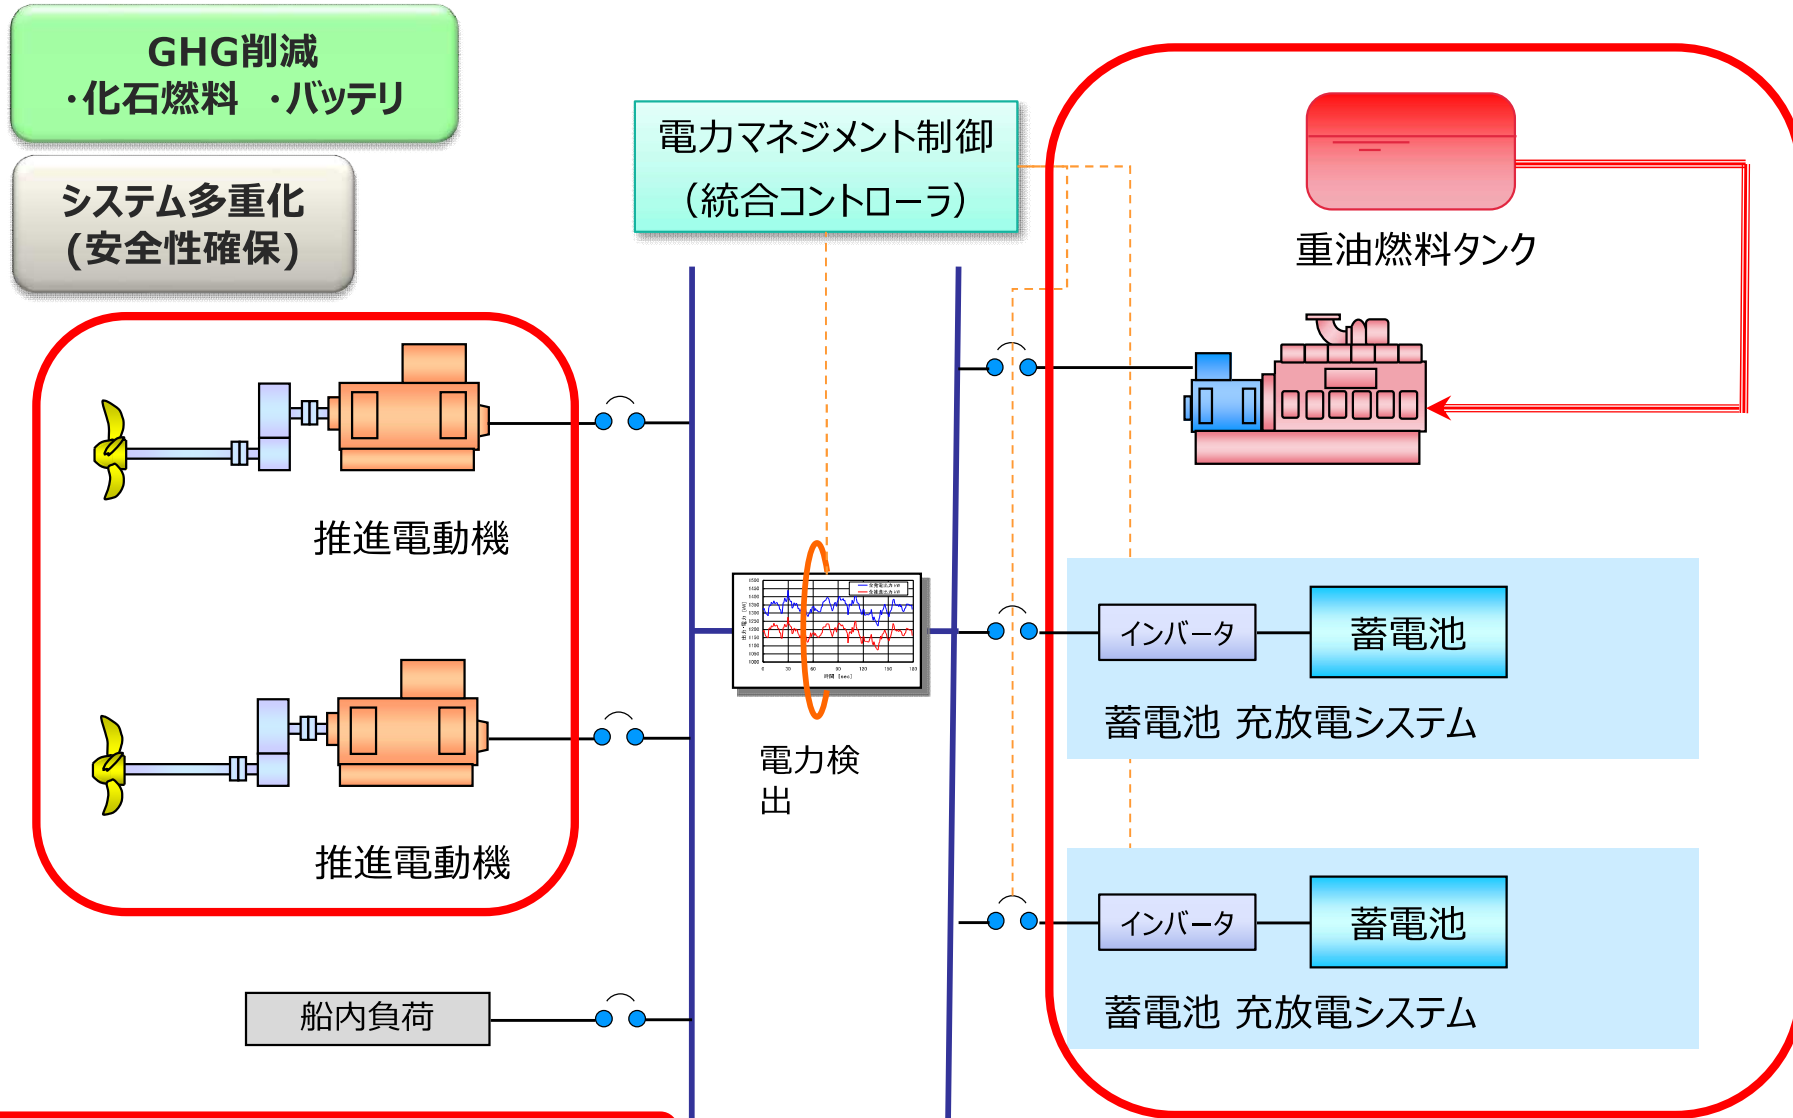 GHG削減
・化石燃料　・バッテリ
システム多重化
(安全性確保)
電力マネジメント制御
（統合コントローラ）
重油燃料タンク
推進電動機
推進電動機
電力検
出
時間 [sec]
インバータ
蓄電池
蓄電池 充放電システム
インバータ
蓄電池
蓄電池 充放電システム
船内負荷